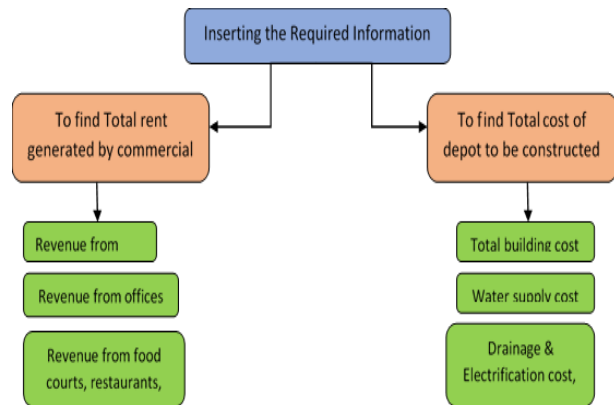 Inserting the Required Information
To find Total rent
generated by commercial
To find Total cost of
depot to be constructed
Revenue from
Revenue from offices
Revenue from food
courts, restaurants,
Total building cost
Water supply cost
Drainage &
Electrification cost,